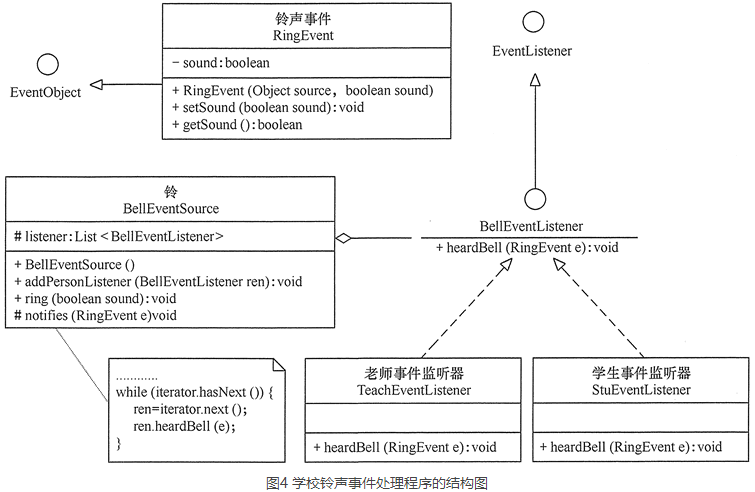 铃声事件
RingEvent
− sound:boolean
+ RingEvent (Object source, boolean sound)
+ setSound (boolean sound):void
+ getSound ():boolean
EventObject
EventListener
铃
BellEventSource
# listener:List <BellEventListener>
+ BellEventSource ()
+ addPersonListener (BellEventListener ren):void
+ ring (boolean sound):void
# notifies (RingEvent e)void
BellEventListener
+ heardBell (RingEvent e):void
…………
while (iterator.hasNext ()) {
ren=iterator.next ();
ren.heardBell (e);
}
老师事件监听器
TeachEventListener
+ heardBell (RingEvent e):void
学生事件监听器
StuEventListener
+ heardBell (RingEvent e):void
图4 学校铃声事件处理程序的结构图